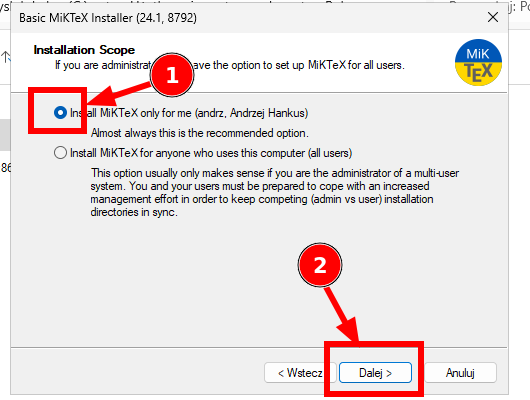 Basic MiKTeX Installer (24.1, 8792)
Installation Scope
If you are administrator ave the option to set up MiKTeX for all users.
MiK
TEX
1
Install MiKTeX only for me (andrz, Andrzej Hankus)
Almost always this is the recommended option.
Install MiKTeX for anyone who uses this computer (all users)
86
This option usually only makes sense if you are the administrator of a multi-user
system. You and your users must be prepared to cope with an increased
management effort in order to keep competing (admin vs user) installation
directories in sync.
2
< Wstecz
Dalej >
Anuluj